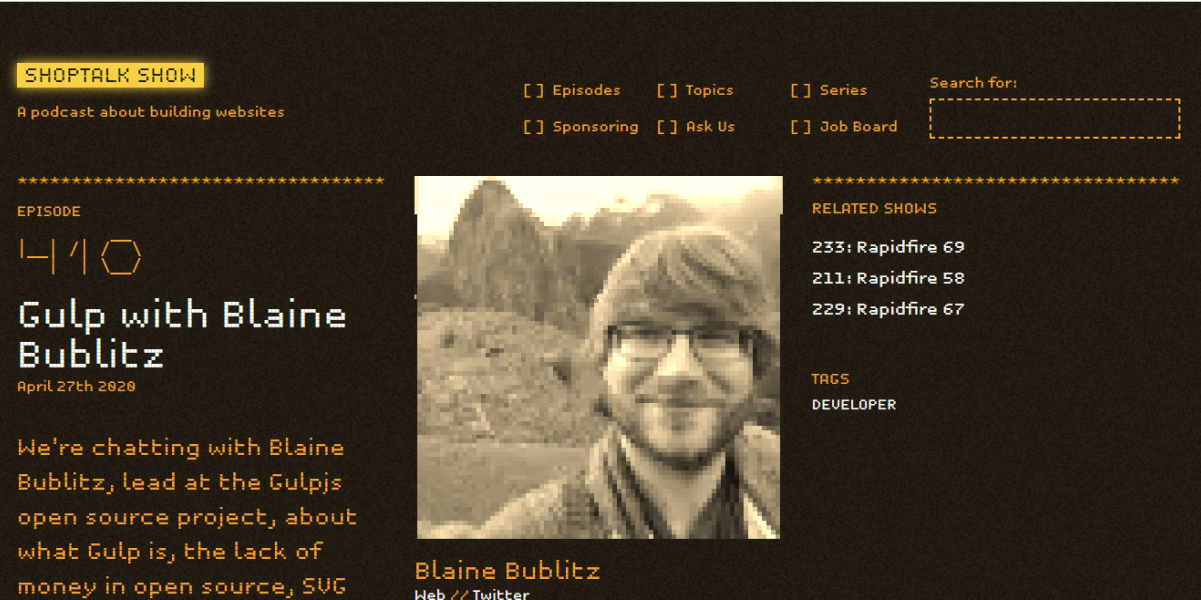 SHOPTALK SHOW
A podcast about building websites
[ ] Episodes [ ] Topics [ ] Series
[ ] Sponsoring [ ] Ask Us [ ] Job Board
Search for:
***********************************
EPISODE
410
Gulp with Blaine
Bublitz
April 27th 2020
We're chatting with Blaine
Bublitz, lead at the Gulpjs
open source project, about
what Gulp is, the lack of
money in open source, SVG
Blaine Bublitz
Web // Twitter
***********************************
RELATED SHOWS
233: Rapidfire 69
211: Rapidfire 58
229: Rapidfire 67
TAGS
DEVELOPER